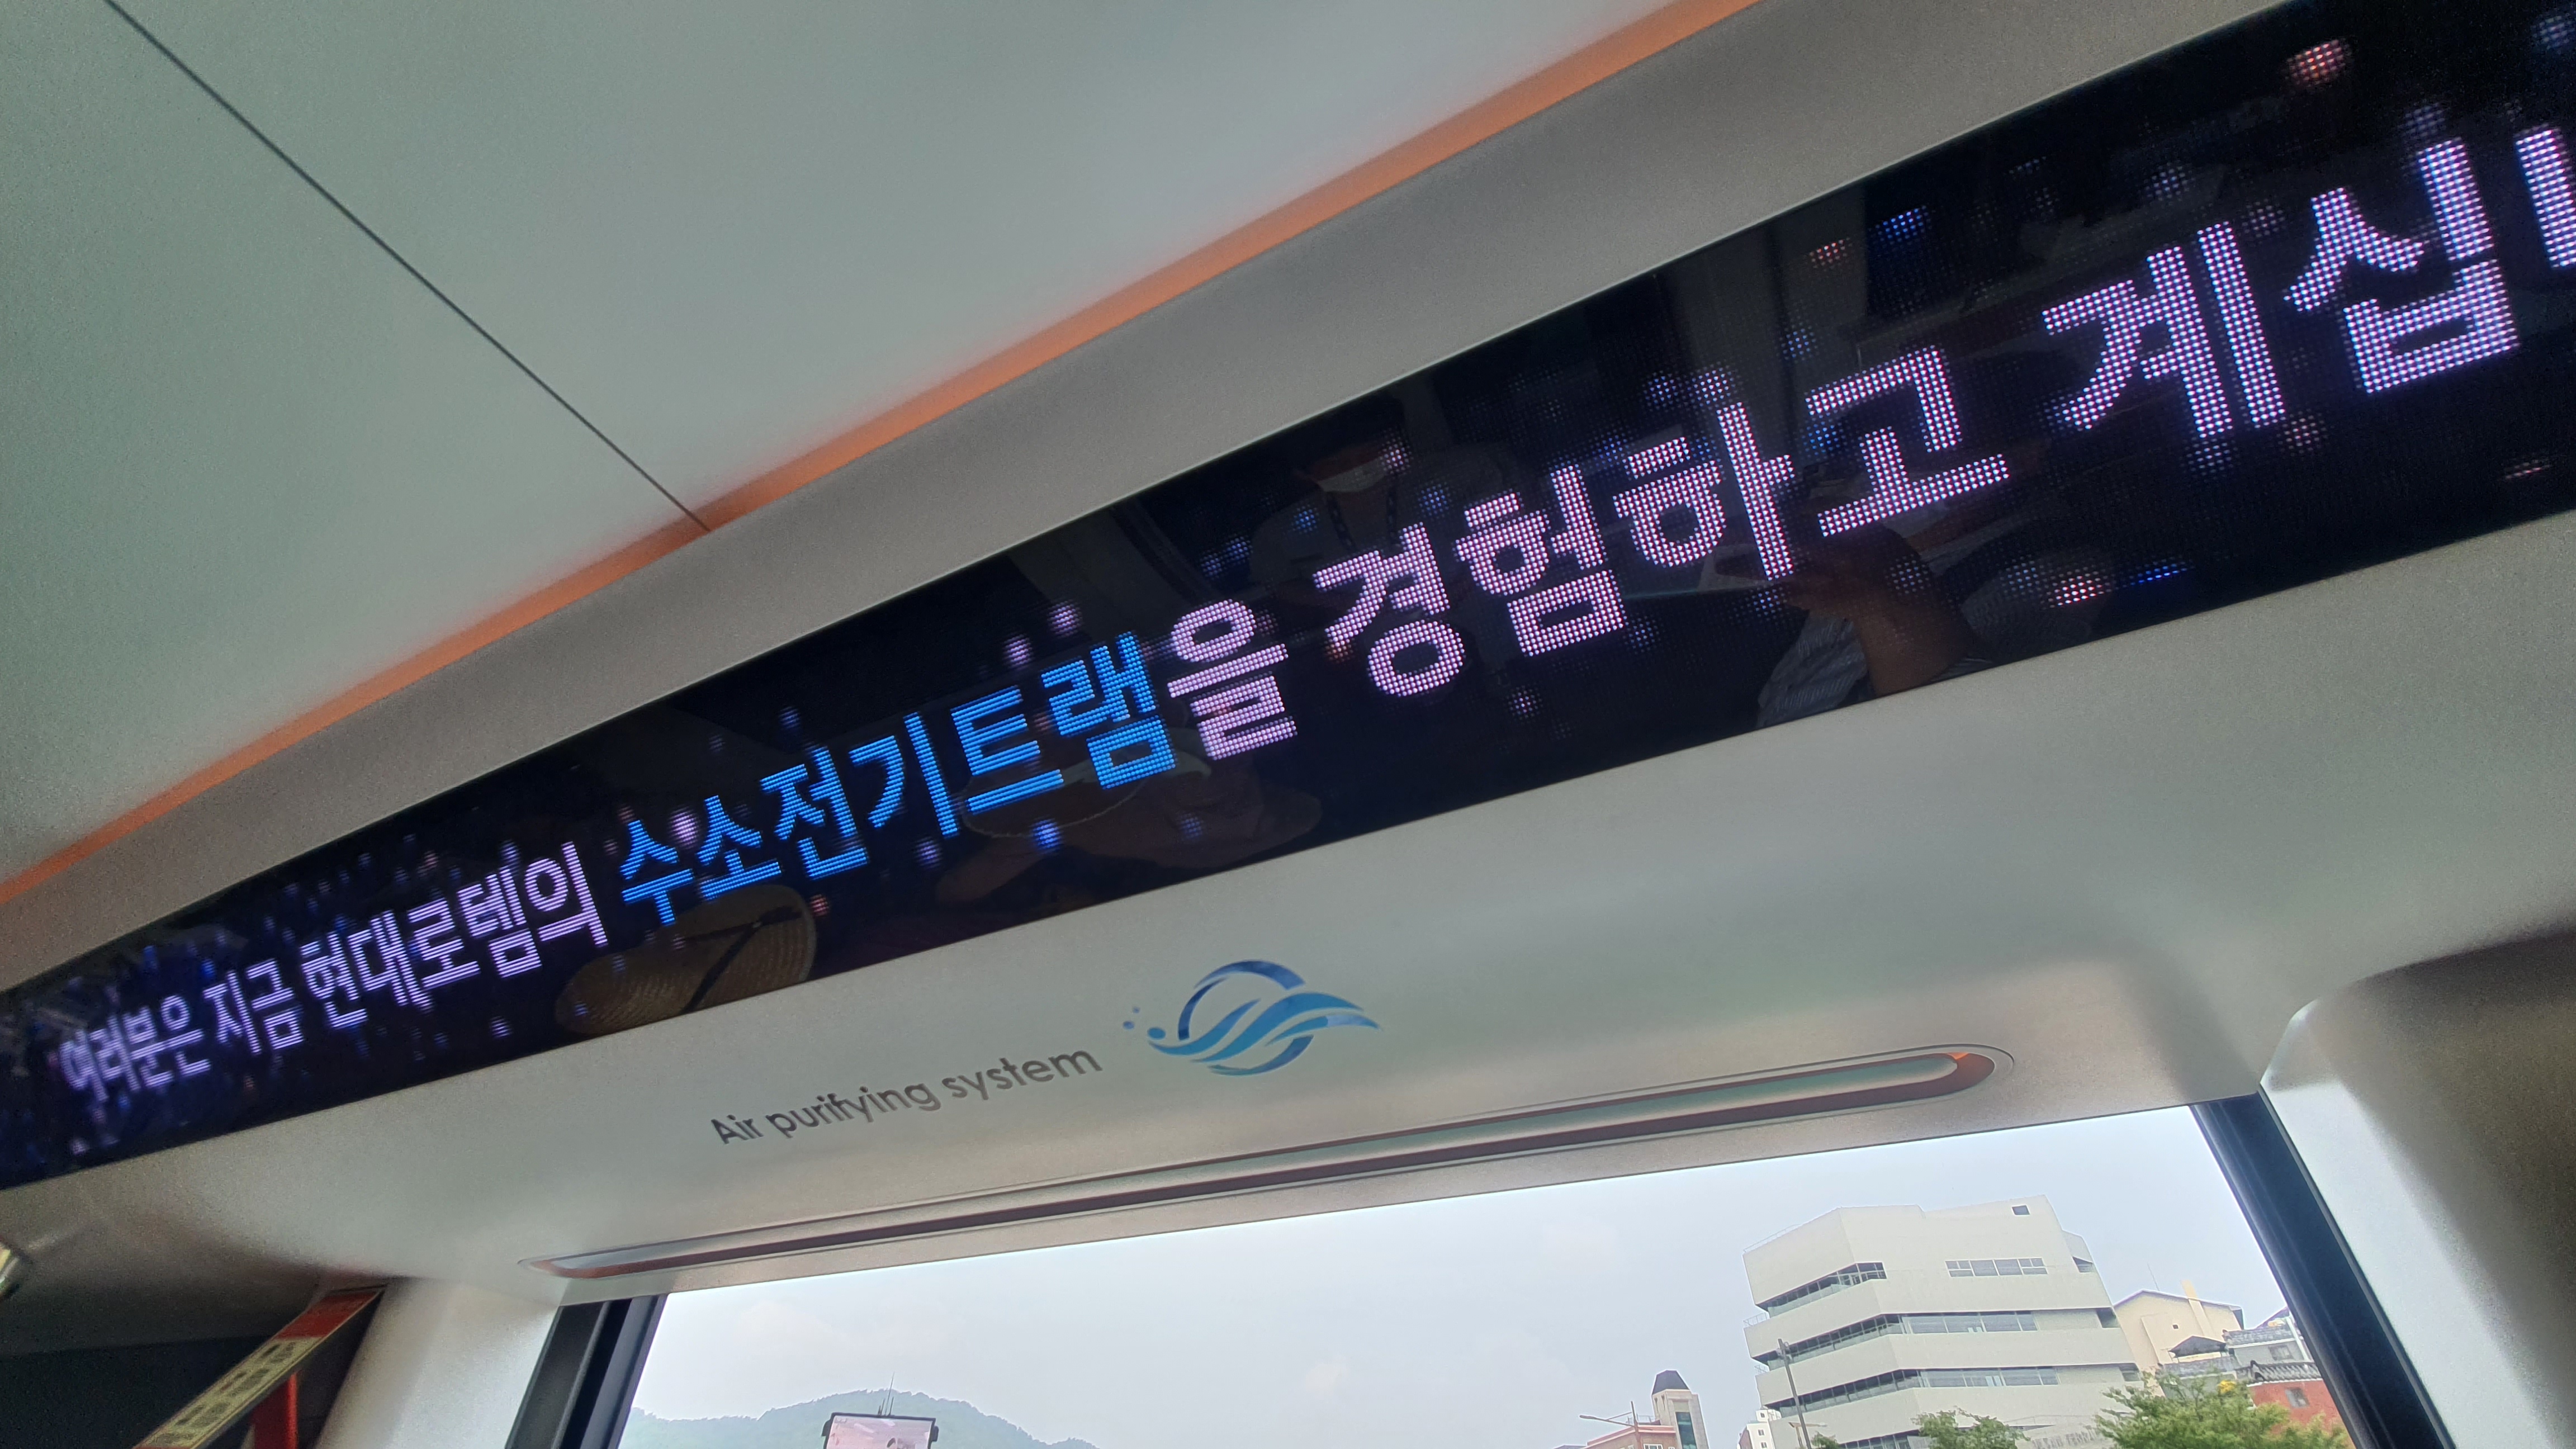 여러분은 지금 현대로템의 수소전기트램을 경험하고 계십
Air purifying system